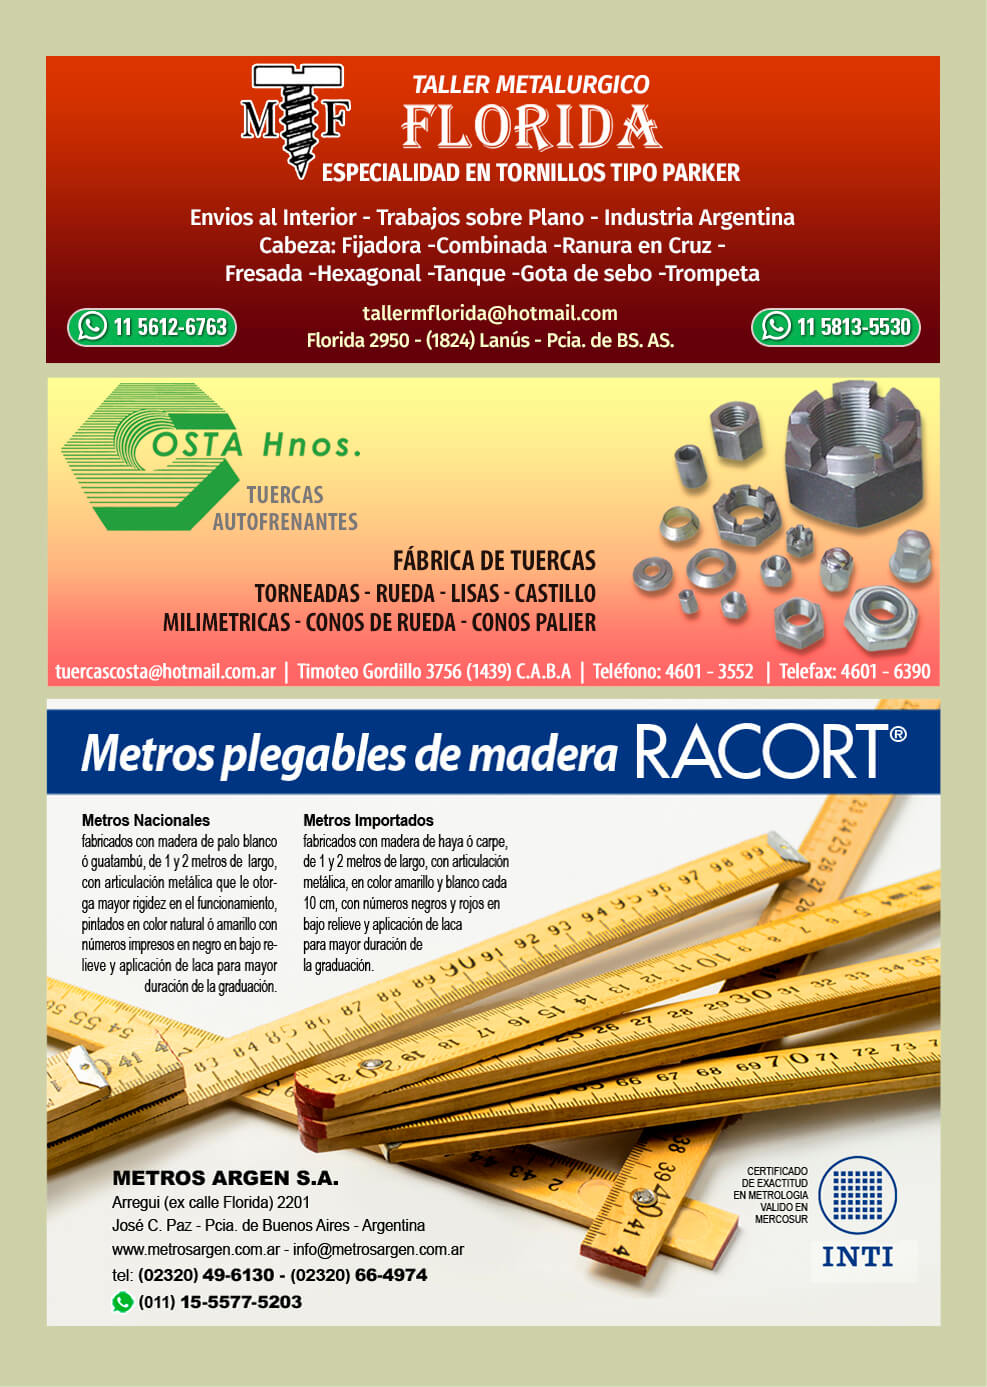 MTF
TALLER METALURGICO
FLORIDA
ESPECIALIDAD EN TORNILLOS TIPO PARKER
Envios al Interior - Trabajos sobre Plano - Industria Argentina
Cabeza: Fijadora -Combinada -Ranura en Cruz -
Fresada -Hexagonal -Tanque -Gota de sebo -Trompeta
11 5612-6763
tallermflorida@hotmail.com
Florida 2950 - (1824) Lanús - Pcia. de BS. AS.
11 5813-5530
COSTA Hnos.
TUERCAS
AUTOFRENANTES
FÁBRICA DE TUERCAS
TORNEADAS - RUEDA - LISAS - CASTILLO
MILIMETRICAS - CONOS DE RUEDA - CONOS PALIER
tuercascosta@hotmail.com.ar | Timoteo Gordillo 3756 (1439) C.A.B.A | Teléfono: 4601 - 3552 | Telefax: 4601 - 6390
Metros plegables de madera RACORT®
Metros Nacionales
fabricados con madera de palo blanco
ó guatambú, de 1 y 2 metros de largo,
con articulación metálica que le otor-
ga mayor rigidez en el funcionamiento,
pintados en color natural ó amarillo con
números impresos en negro en bajo re-
lieve y aplicación de laca para mayor
duración de la graduación.
Metros Importados
fabricados con madera de haya ó carpe,
de 1 y 2 metros de largo, con articulación
metálica, en color amarillo y blanco cada
10 cm, con números negros y rojos en
bajo relieve y aplicación de laca
para mayor duración de
la graduación.
METROS ARGEN S.A.
Arregui (ex calle Florida) 2201
José C. Paz - Pcia. de Buenos Aires - Argentina
www.metrosargen.com.ar - info@metrosargen.com.ar
tel: (02320) 49-6130 - (02320) 66-4974
(011) 15-5577-5203
CERTIFICADO
DE EXACTITUD
EN METROLOGIA
VALIDO EN
MERCOSUR
INTI